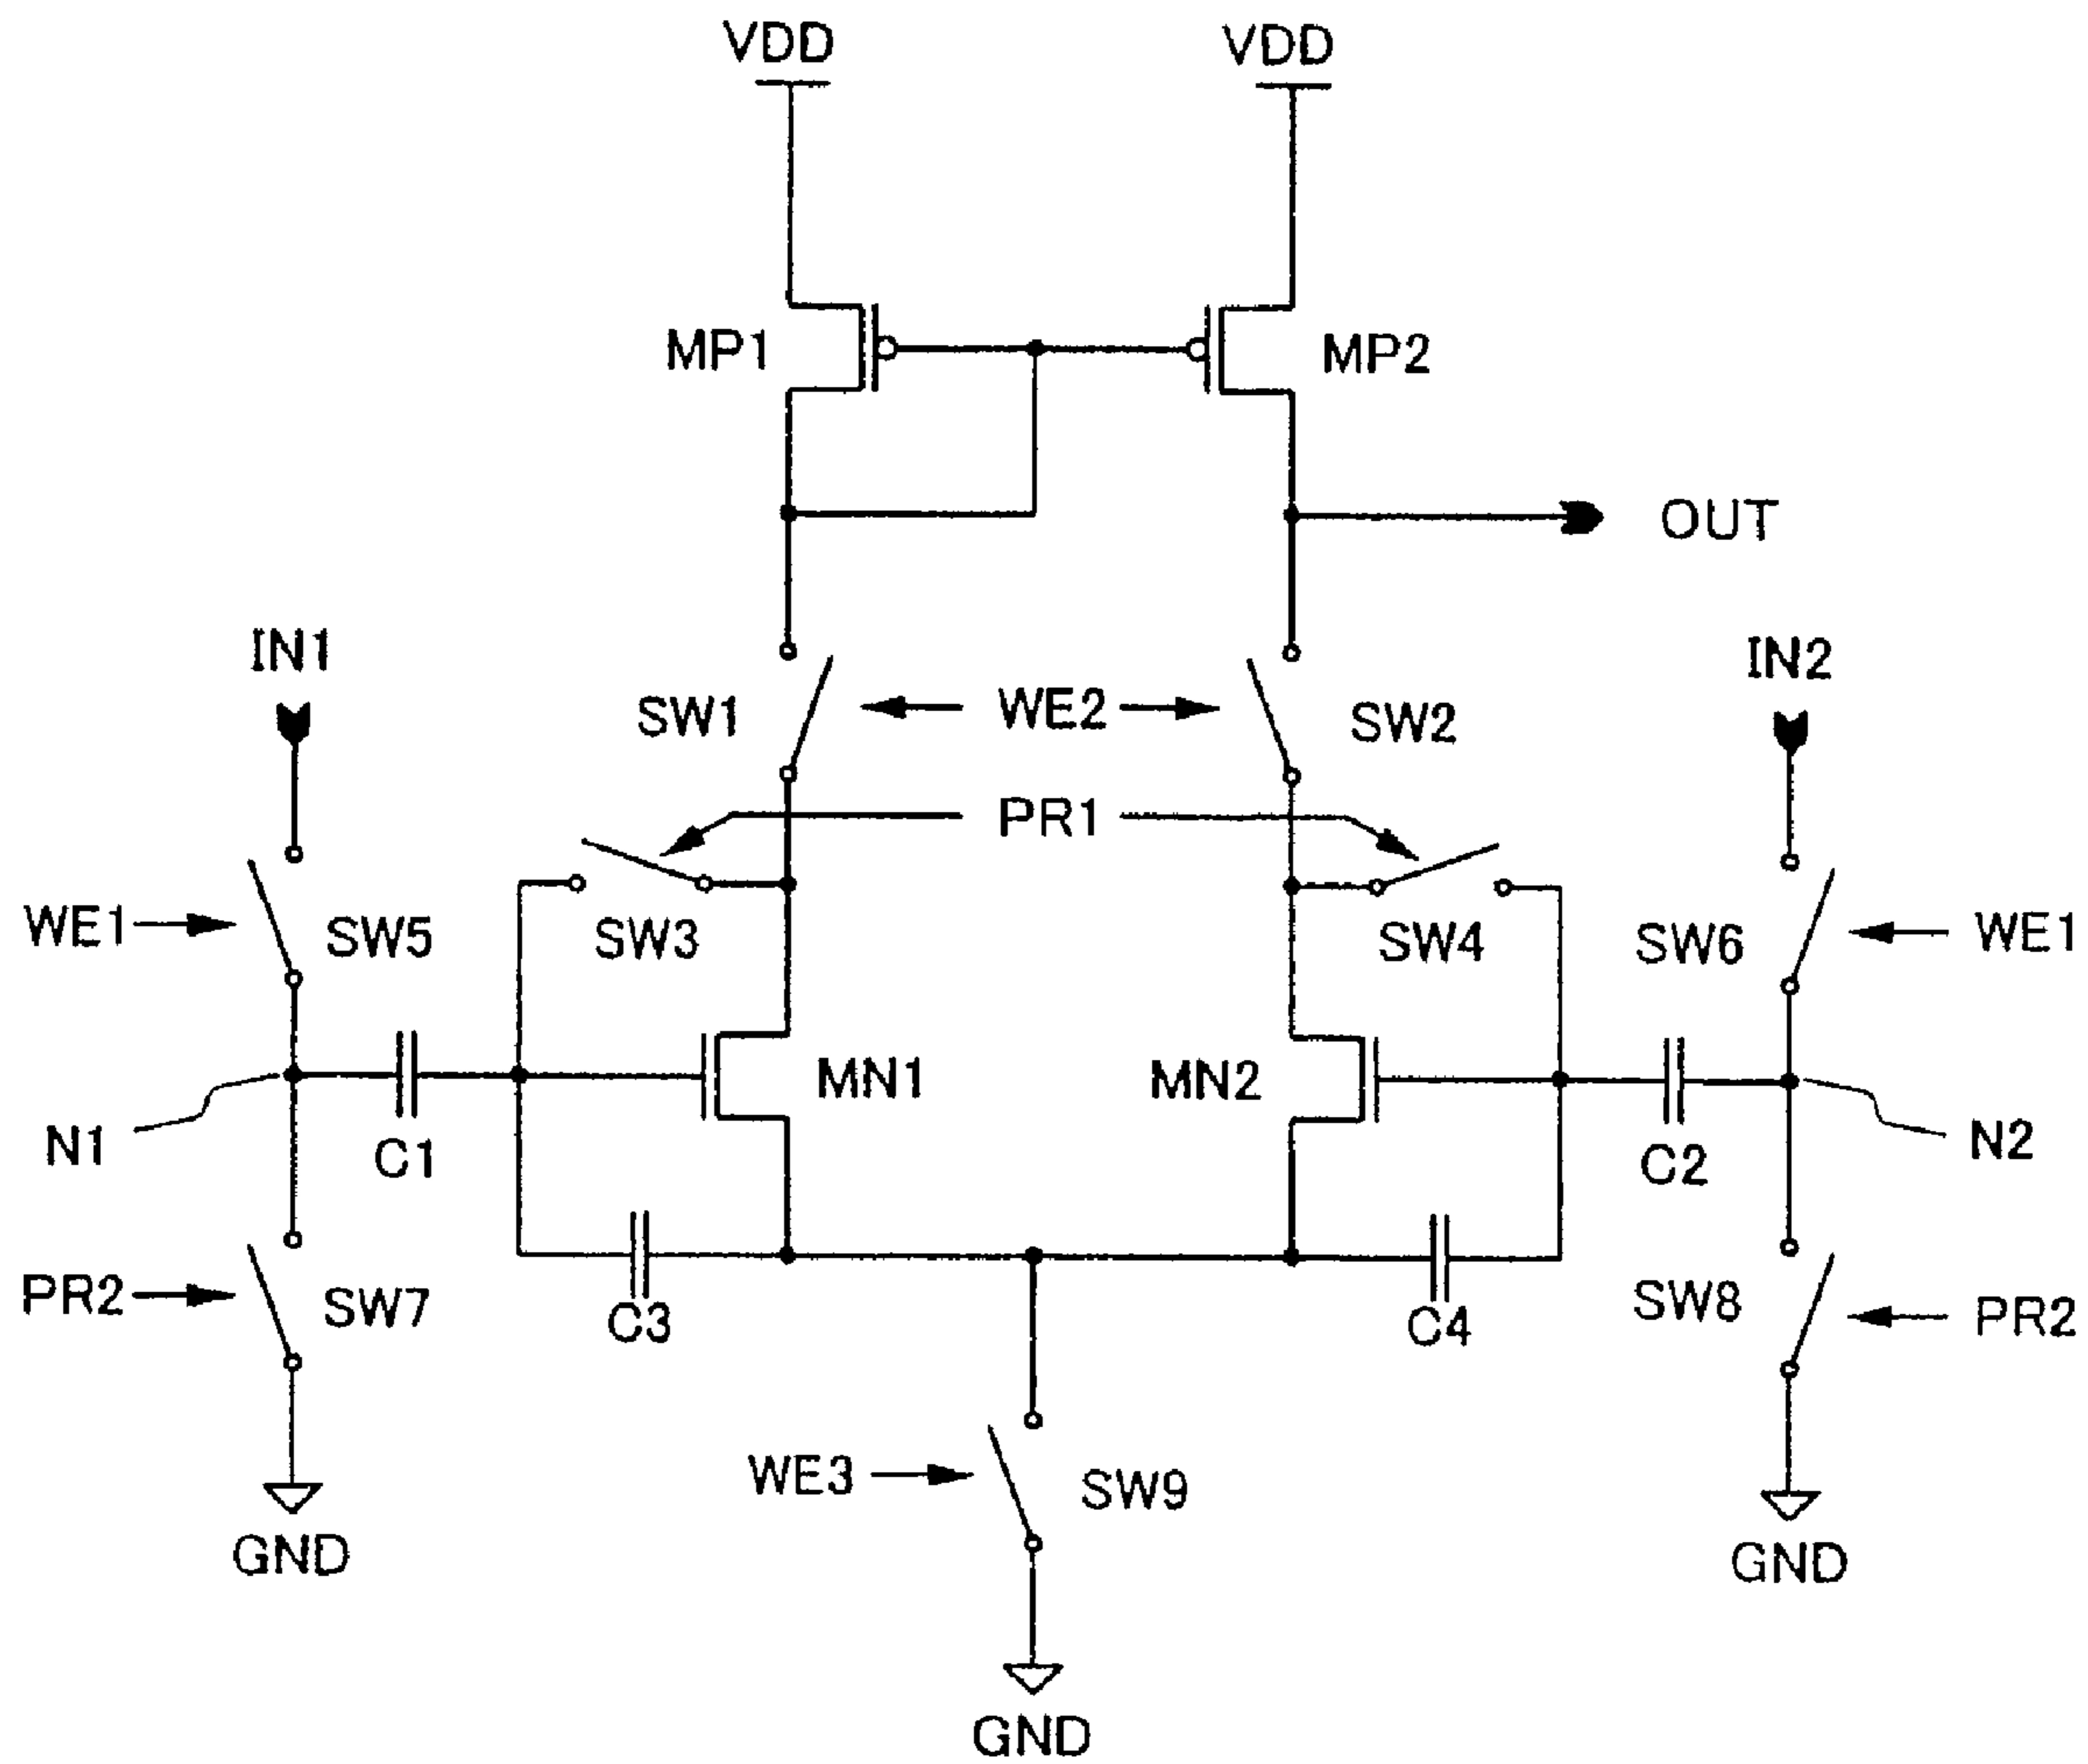 VDD VDD
MP1 MP2
OUT
IN1 IN2
SW1 WE2 SW2
PR1
WE1 SW5 SW3 SW4 SW6 WE1
MN1 MN2
N1 C1 C2 N2
PR2 SW7 C3 C4 SW8 PR2
WE3 SW9
GND GND
GND